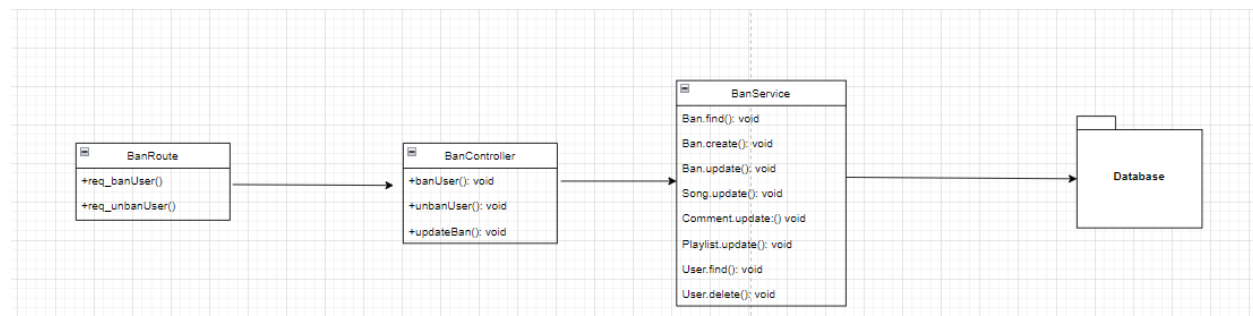 BanRoute
+req_banUser()
+req_unbanUser()
BanController
+banUser(): void
+unbanUser(): void
+updateBan(): void
BanService
Ban.find(): void
Ban.create(): void
Ban.update(): void
Song.update(): void
Comment.update:() void
Playlist.update(): void
User.find(): void
User.delete(): void
Database